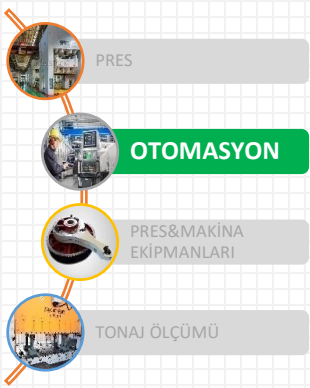 PRES
OTOMASYON
PRES&MAKİNA
EKİPMANLARI
TONAJ ÖLÇÜMÜ